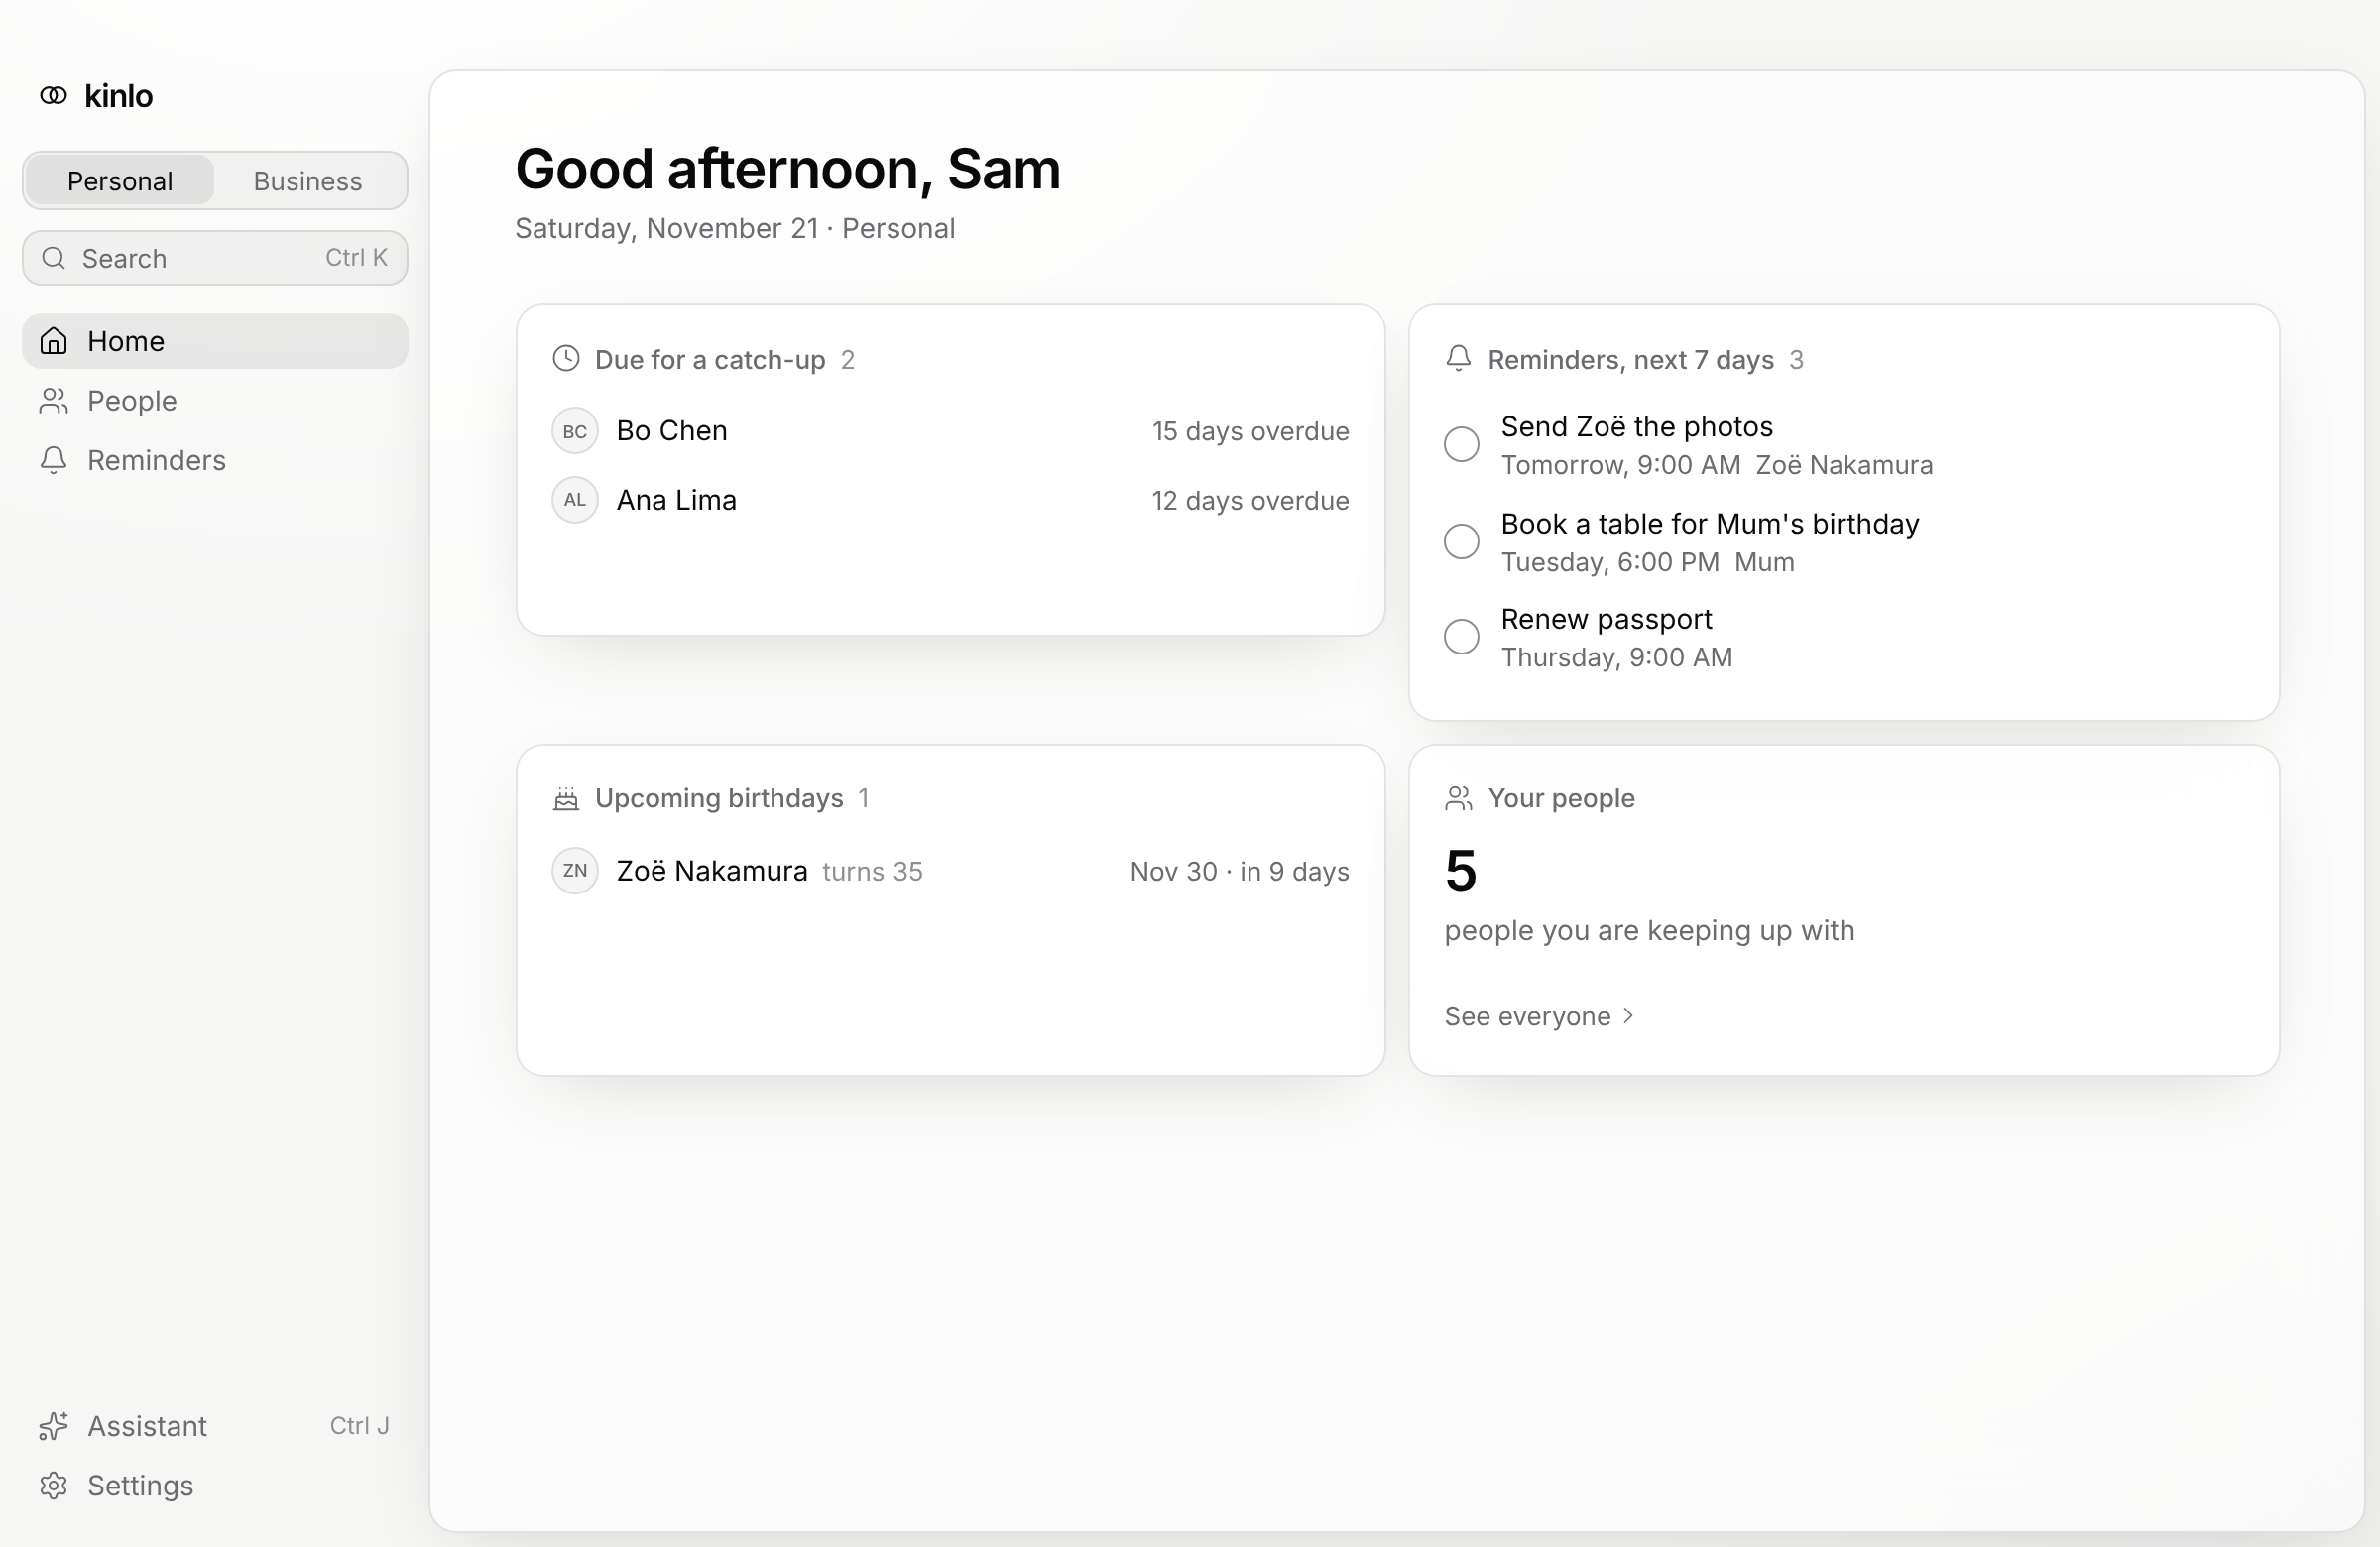 kinlo
Personal Business
Search Ctrl K
Home
People
Reminders
Assistant Ctrl J
Settings
Good afternoon, Sam
Saturday, November 21 · Personal
Due for a catch-up 2
BC Bo Chen 15 days overdue
AL Ana Lima 12 days overdue
Reminders, next 7 days 3
Send Zoë the photos
Tomorrow, 9:00 AM Zoë Nakamura
Book a table for Mum's birthday
Tuesday, 6:00 PM Mum
Renew passport
Thursday, 9:00 AM
Upcoming birthdays 1
ZN Zoë Nakamura turns 35 Nov 30 · in 9 days
Your people
5
people you are keeping up with
See everyone